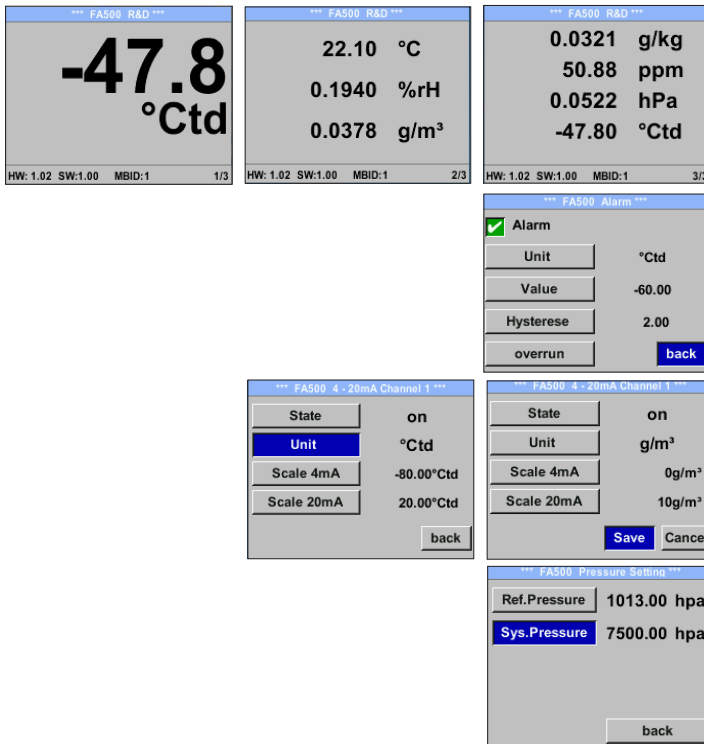 *** FA500 R&D ***
-47.8
°Ctd
HW: 1.02 SW:1.00 MBID:1 1/3
*** FA500 R&D ***
22.10 °C
0.1940 %rH
0.0378 g/m³
HW: 1.02 SW:1.00 MBID:1 2/3
*** FA500 R&D ***
0.0321 g/kg
50.88 ppm
0.0522 hPa
-47.80 °Ctd
HW: 1.02 SW:1.00 MBID:1 3/3
*** FA500 Alarm ***
Alarm
Unit °Ctd
Value -60.00
Hysterese 2.00
overrun back
*** FA500 4 - 20mA Channel 1 ***
State on
Unit °Ctd
Scale 4mA -80.00°Ctd
Scale 20mA 20.00°Ctd
back
*** FA500 4 - 20mA Channel 1 ***
State on
Unit g/m³
Scale 4mA 0g/m³
Scale 20mA 10g/m³
Save Cance
*** FA500 Pressure Setting ***
Ref.Pressure 1013.00 hpa
Sys.Pressure 7500.00 hpa
back